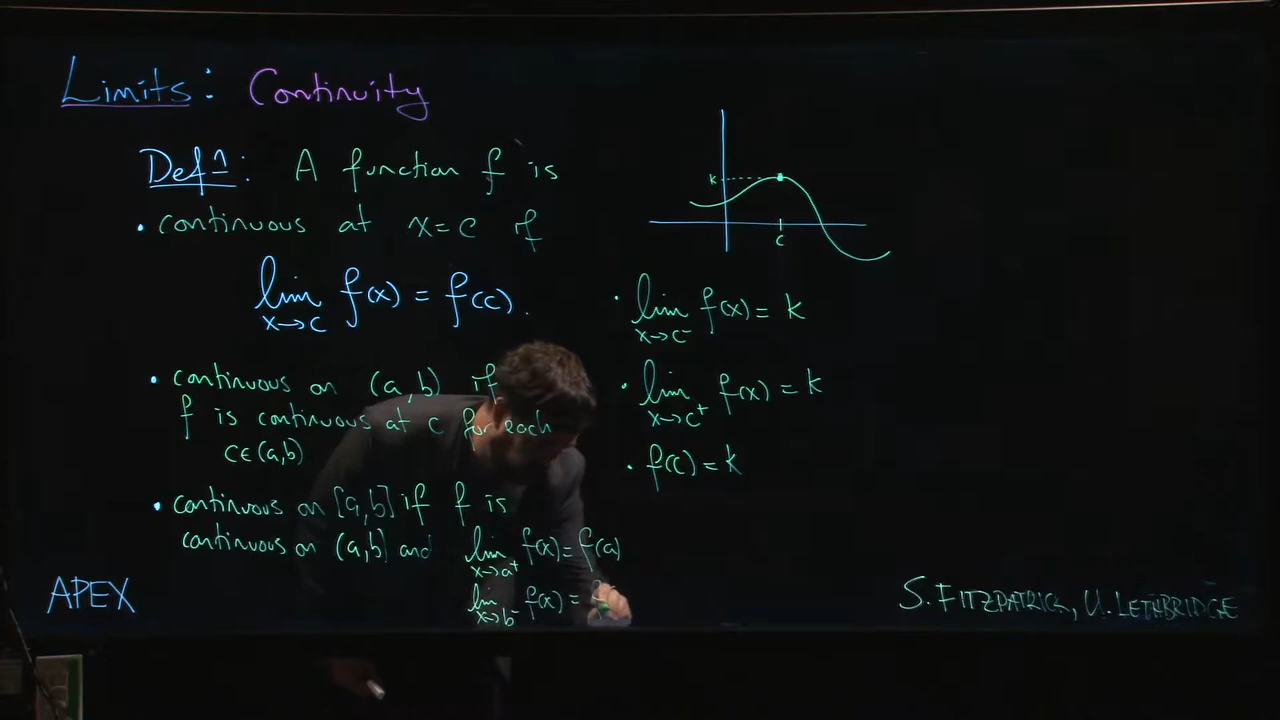 Limits: Continuity
Defⁿ: A function f is
• continuous at x=c if
lim x→c f(x) = f(c).
• continuous on (a,b) if
f is continuous at c for each
c∈(a,b)
• continuous on [a,b] if f is
continuous on (a,b) and lim x→a⁺ f(x) = f(a)
lim x→b⁻ f(x) =
k
c
• lim x→c⁻ f(x) = k
• lim x→c⁺ f(x) = k
• f(c) = k
APEX
S. FITZPATRICK, U. LETHBRIDGE